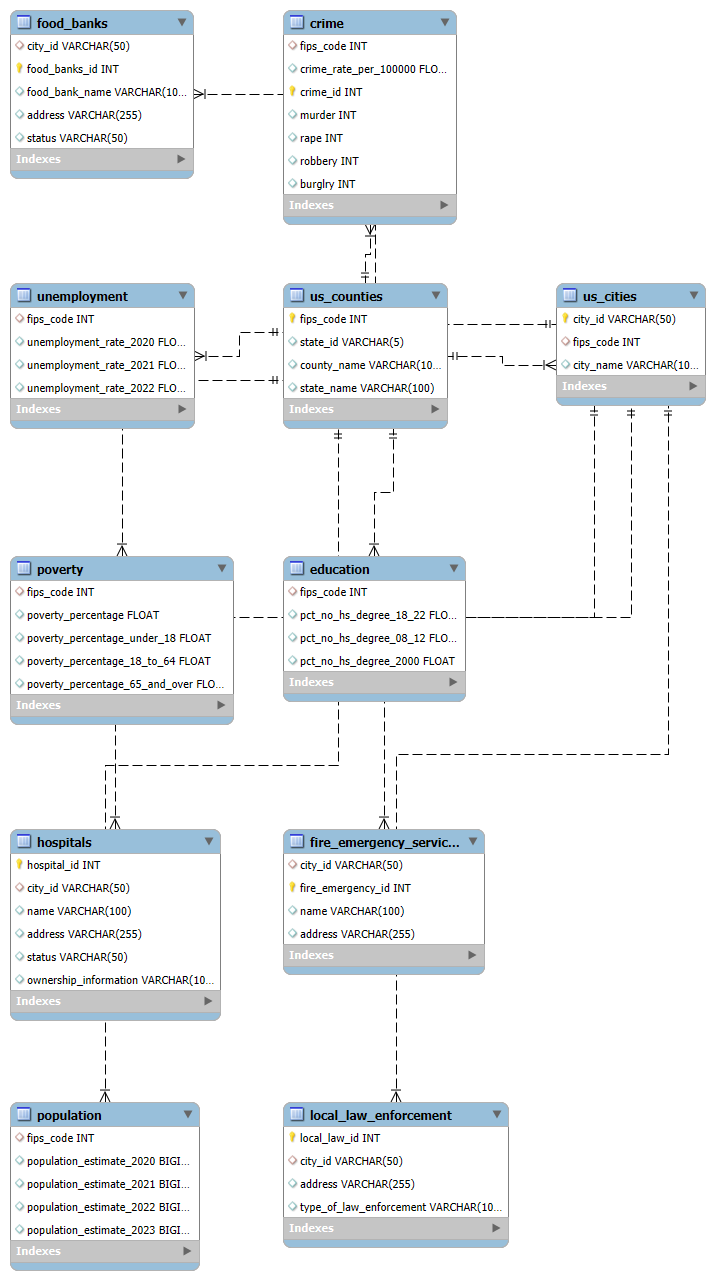 food_banks
city_id VARCHAR(50)
food_banks_id INT
food_bank_name VARCHAR(10...
address VARCHAR(255)
status VARCHAR(50)
Indexes
crime
fips_code INT
crime_rate_per_100000 FLO...
crime_id INT
murder INT
rape INT
robbery INT
burglry INT
Indexes
unemployment
fips_code INT
unemployment_rate_2020 FLO...
unemployment_rate_2021 FLO...
unemployment_rate_2022 FLO...
Indexes
us_counties
fips_code INT
state_id VARCHAR(5)
county_name VARCHAR(10...
state_name VARCHAR(100)
Indexes
us_cities
city_id VARCHAR(50)
fips_code INT
city_name VARCHAR(10...
Indexes
poverty
fips_code INT
poverty_percentage FLOAT
poverty_percentage_under_18 FLOAT
poverty_percentage_18_to_64 FLOAT
poverty_percentage_65_and_over FLO...
Indexes
education
fips_code INT
pct_no_hs_degree_18_22 FLO...
pct_no_hs_degree_08_12 FLO...
pct_no_hs_degree_2000 FLOAT
Indexes
hospitals
hospital_id INT
city_id VARCHAR(50)
name VARCHAR(100)
address VARCHAR(255)
status VARCHAR(50)
ownership_information VARCHAR(10...
Indexes
fire_emergency_servic...
city_id VARCHAR(50)
fire_emergency_id INT
name VARCHAR(100)
address VARCHAR(255)
Indexes
population
fips_code INT
population_estimate_2020 BIGI...
population_estimate_2021 BIGI...
population_estimate_2022 BIGI...
population_estimate_2023 BIGI...
Indexes
local_law_enforcement
local_law_id INT
city_id VARCHAR(50)
address VARCHAR(255)
type_of_law_enforcement VARCHAR(10...
Indexes